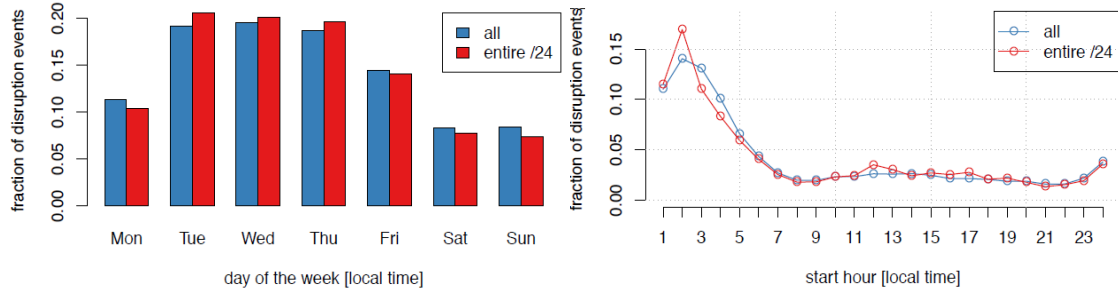 fraction of disruption events
0.00 0.05 0.10 0.15 0.20
all
entire /24
Mon Tue Wed Thu Fri Sat Sun
day of the week [local time]
fraction of disruption events
0.00 0.05 0.10 0.15
all
entire /24
1 3 5 7 9 11 13 15 17 19 21 23
start hour [local time]